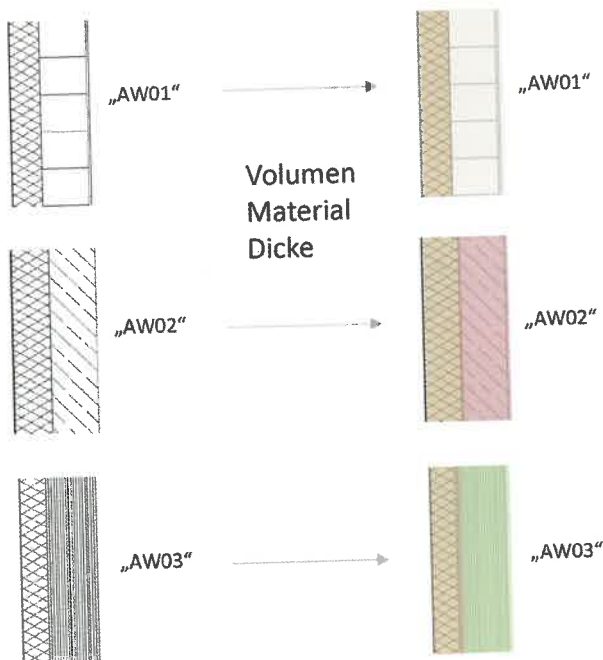 „AW01“
„AW01“
Volumen
Material
Dicke
„AW02“
„AW02“
„AW03“
„AW03“